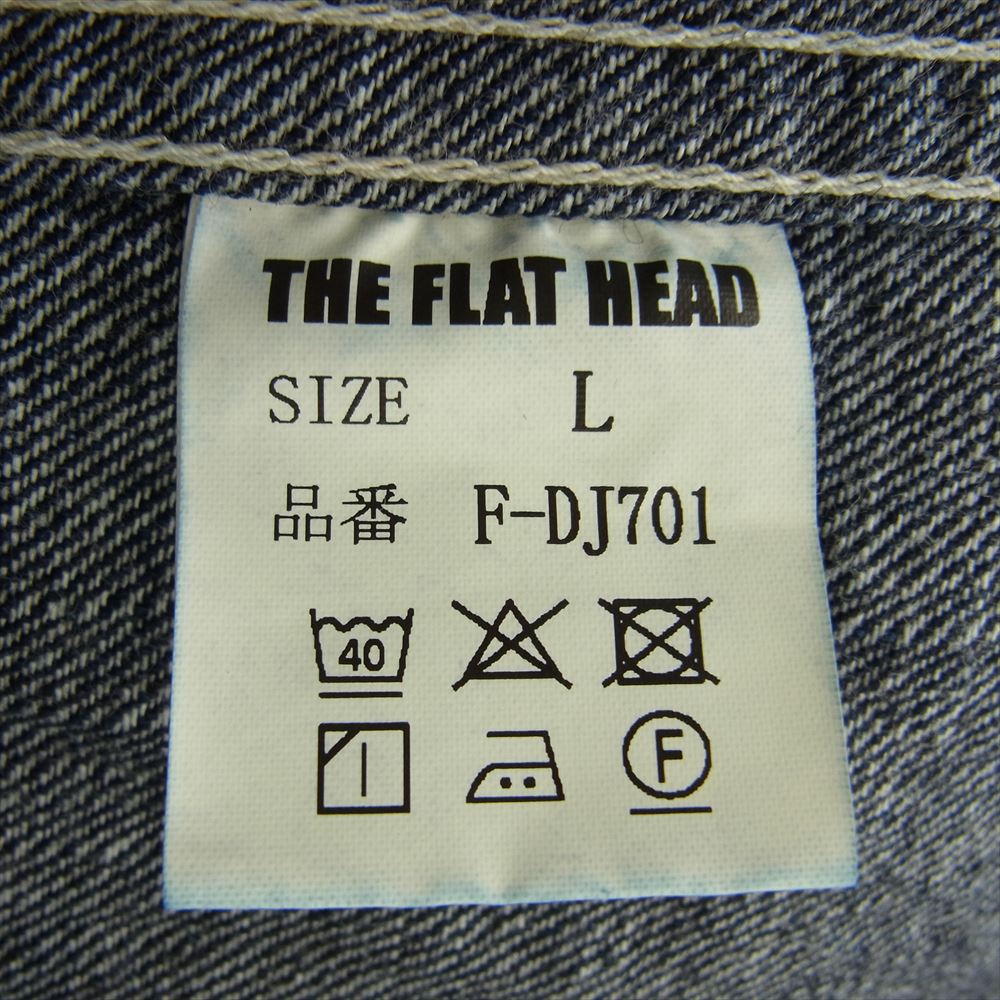 THE FLAT HEAD
SIZE L
品番 F-DJ701
40
F